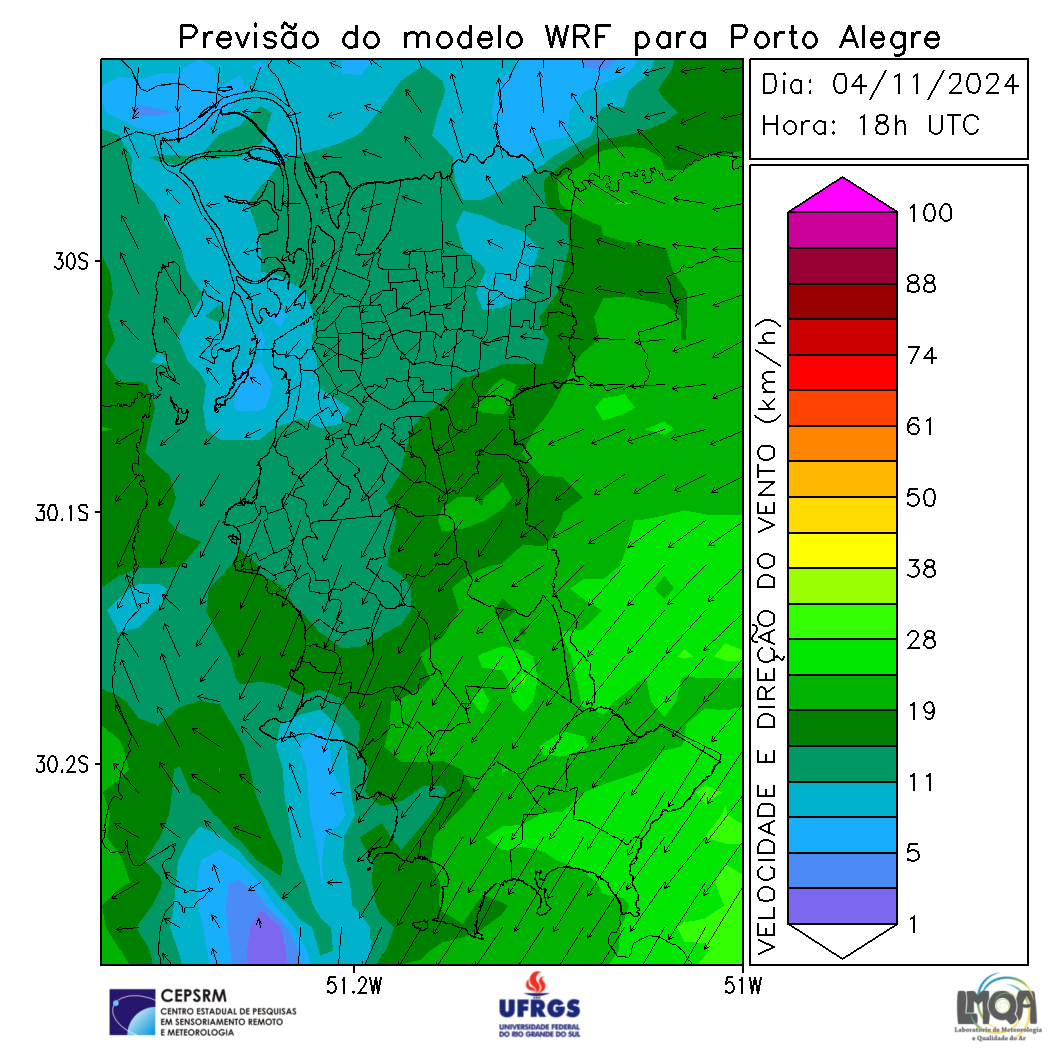 Previsão do modelo WRF para Porto Alegre
Dia: 04/11/2024
Hora: 18h UTC
30S
30.1S
30.2S
51.2W
51W
VELOCIDADE E DIREÇÃO DO VENTO (km/h)
100
88
74
61
50
38
28
19
11
5
1
CEPSRM
CENTRO ESTADUAL DE PESQUISAS
EM SENSORIAMENTO REMOTO
E METEOROLOGIA
UFRGS
UNIVERSIDADE FEDERAL
DO RIO GRANDE DO SUL
LMQA
Laboratório de Meteorologia
e Qualidade do Ar